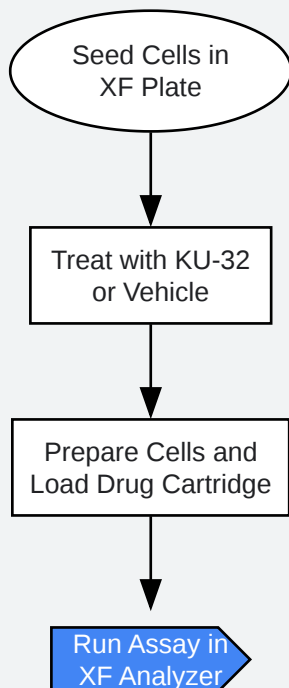 Seed Cells in
XF Plate
Treat with KU-32
or Vehicle
Prepare Cells and
Load Drug Cartridge
Run Assay in
XF Analyzer